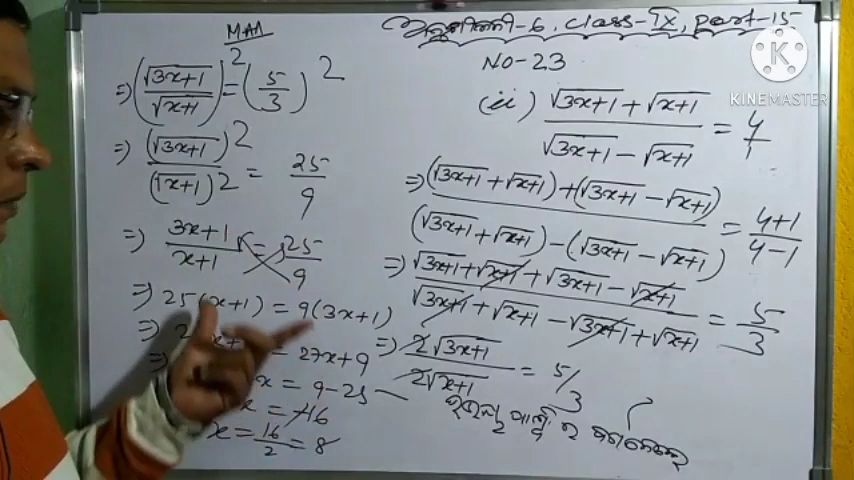 MM
class-IX, part-15
KINEMASTER
NO-23
(ii) (√(3x+1) + √(x+1)) / (√(3x+1) - √(x+1)) = 4/1
⇒ ((√(3x+1) + √(x+1)) + (√(3x+1) - √(x+1))) / ((√(3x+1) + √(x+1)) - (√(3x+1) - √(x+1))) = (4+1)/(4-1)
⇒ (√(3x+1) + √(x+1) + √(3x+1) - √(x+1)) / (√(3x+1) + √(x+1) - √(3x+1) + √(x+1)) = 5/3
⇒ 2√(3x+1) / 2√(x+1) = 5/3
⇒ (√(3x+1) / √(x+1))² = (5/3)²
⇒ (√(3x+1))² / (√(x+1))² = 25/9
⇒ (3x+1)/(x+1) = 25/9
⇒ 25(x+1) = 9(3x+1)
⇒ = 27x+9
⇒ x = 9-25
x = -16
x = 16/2 = 8